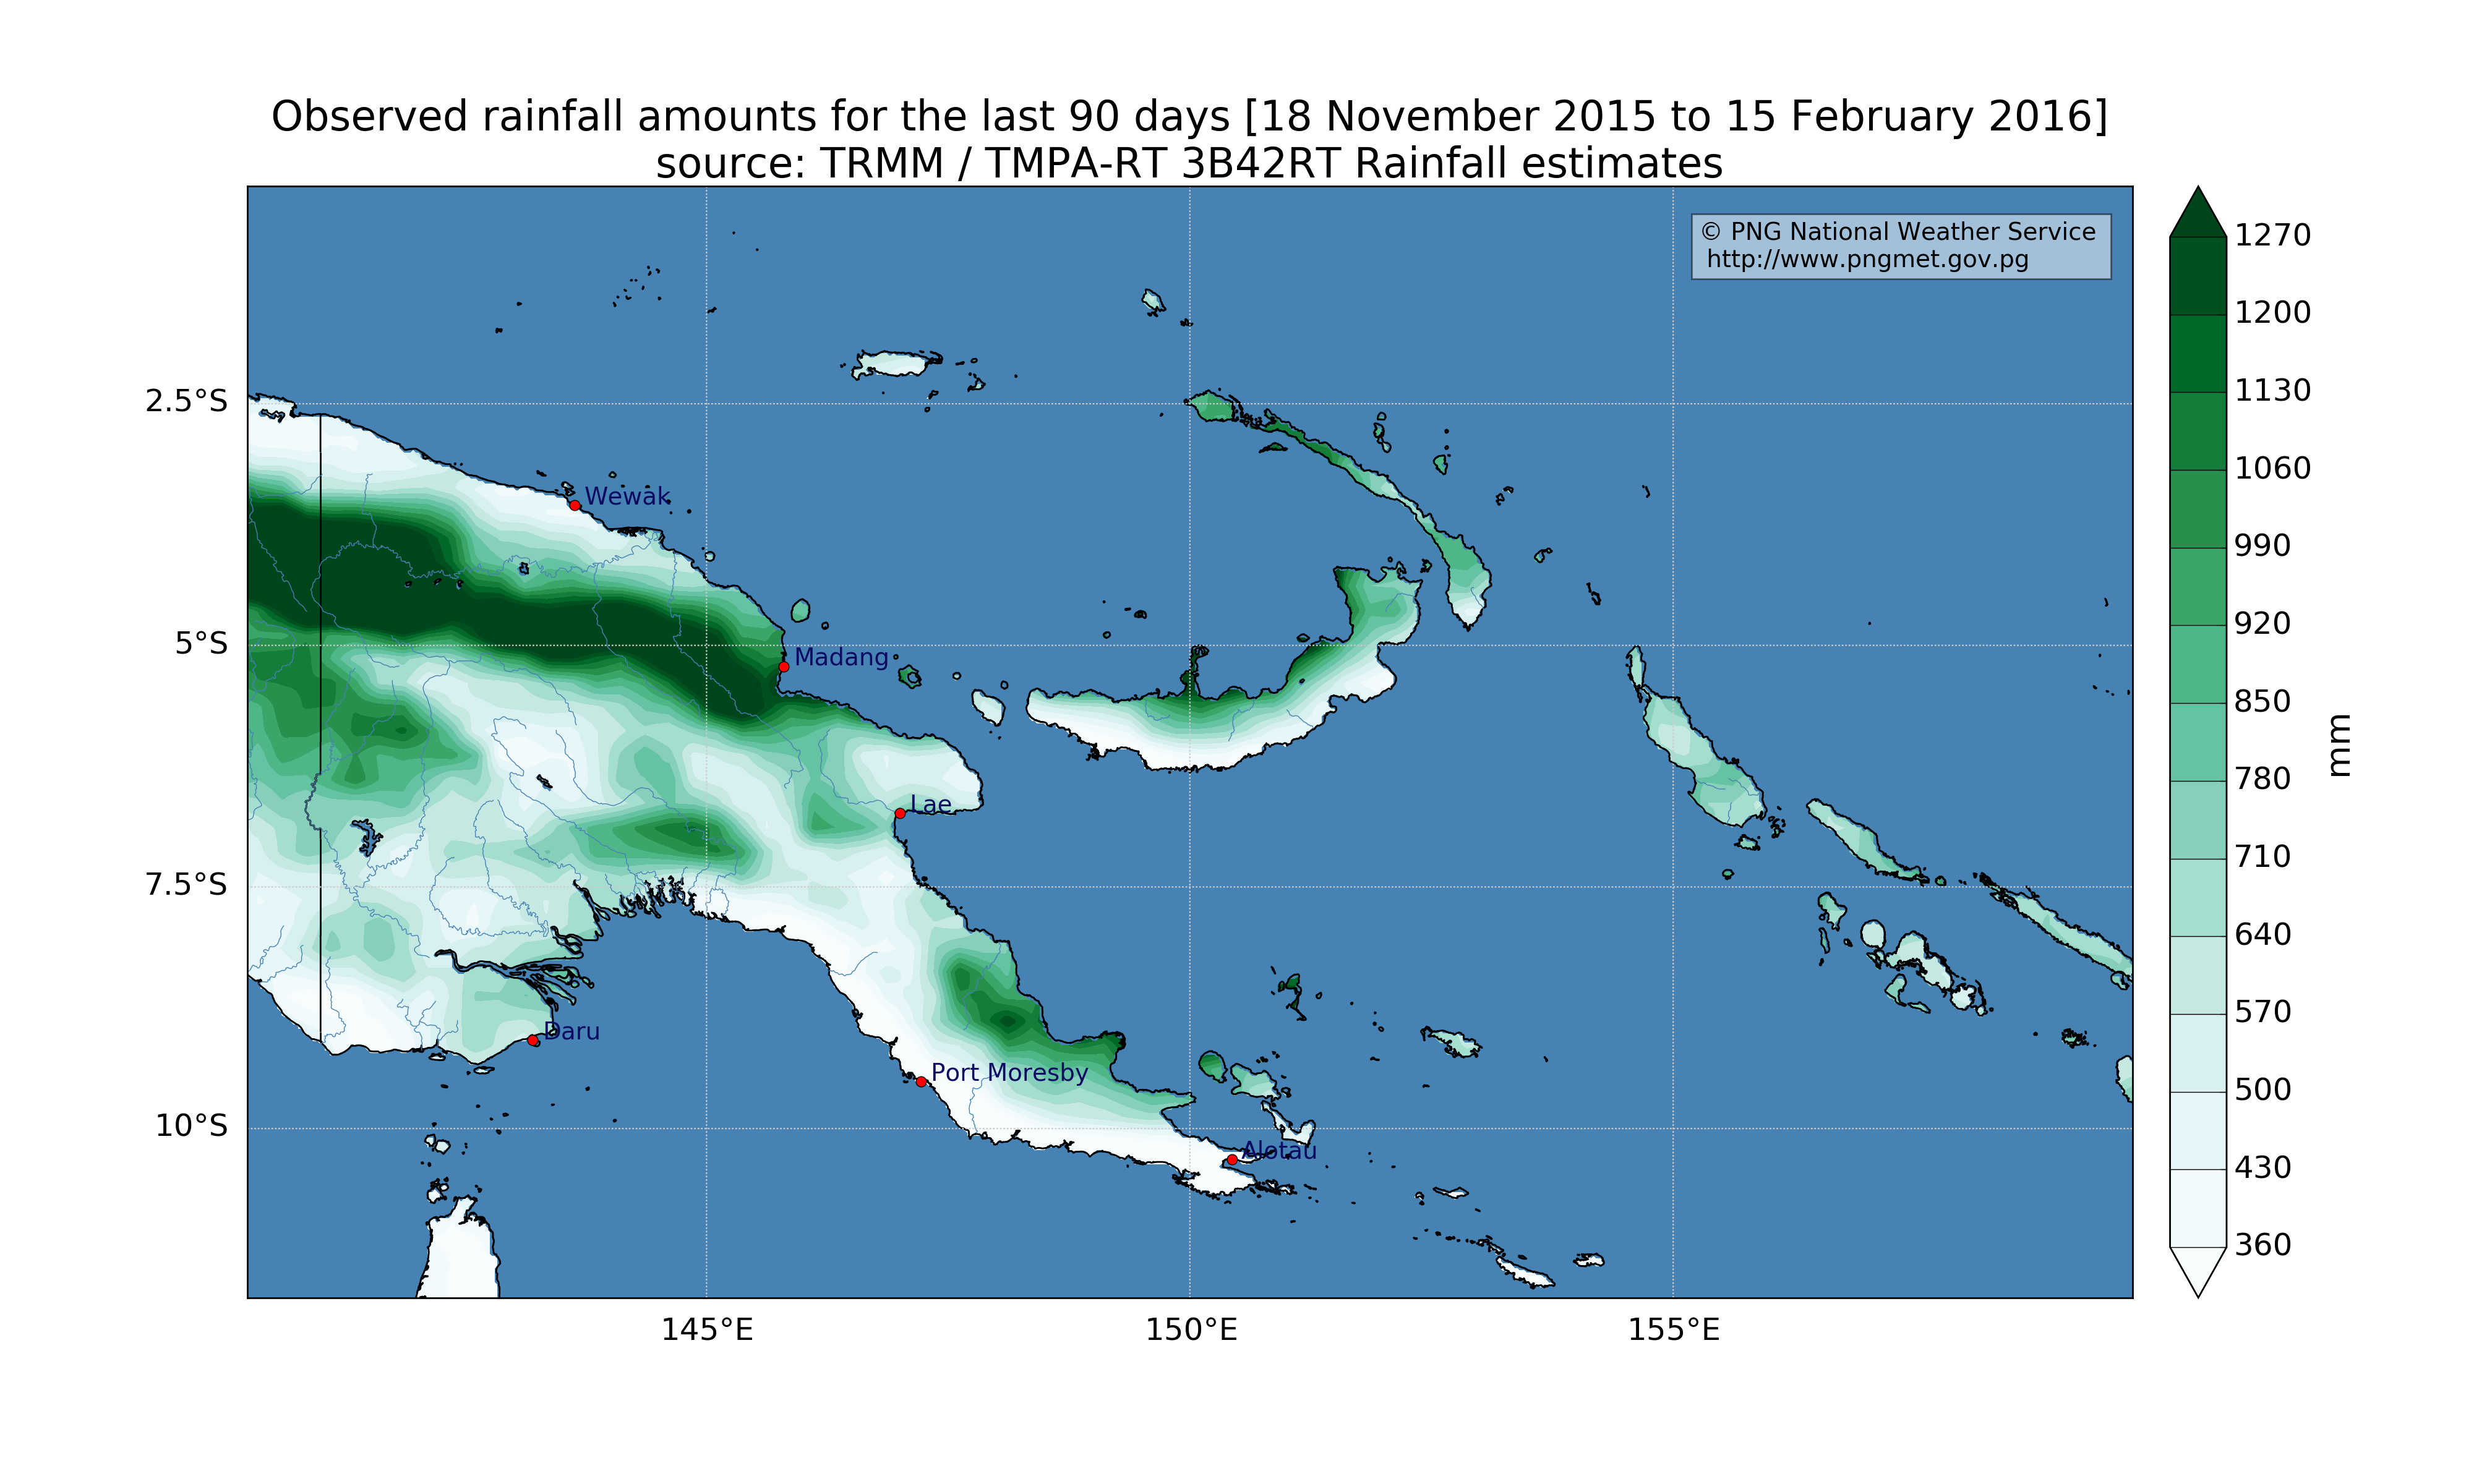 Observed rainfall amounts for the last 90 days [18 November 2015 to 15 February 2016]
source: TRMM / TMPA-RT 3B42RT Rainfall estimates
© PNG National Weather Service
http://www.pngmet.gov.pg
2.5°S
5°S
7.5°S
10°S
Wewak
Madang
Lae
Daru
Port Moresby
Alotau
145°E
150°E
155°E
1270
1200
1130
1060
990
920
850
780
710
640
570
500
430
360
mm